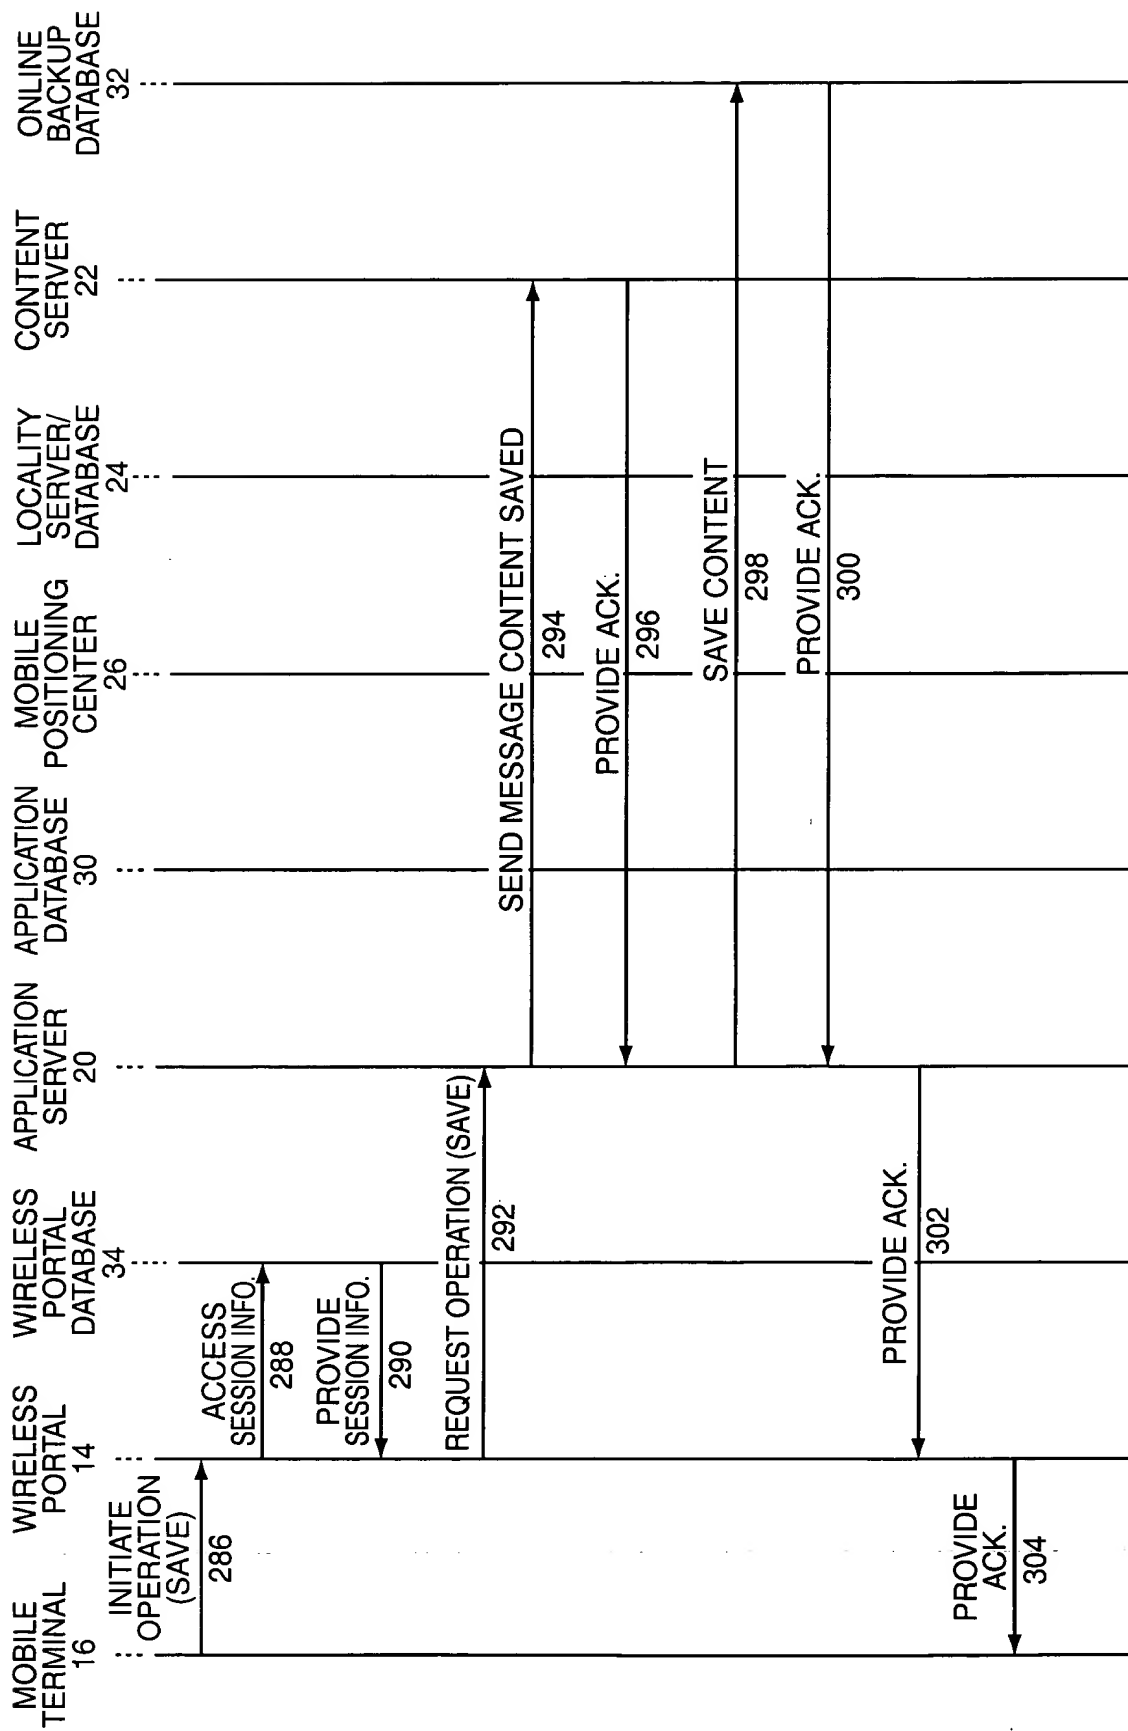 MOBILE
TERMINAL
16
WIRELESS
PORTAL
14
WIRELESS
PORTAL
DATABASE
34
APPLICATION
SERVER
20
APPLICATION
DATABASE
30
MOBILE
POSITIONING
CENTER
26
LOCALITY
SERVER/
DATABASE
24
CONTENT
SERVER
22
ONLINE
BACKUP
DATABASE
32
INITIATE
OPERATION
(SAVE)
286
ACCESS
SESSION INFO.
288
PROVIDE
SESSION INFO.
290
REQUEST OPERATION (SAVE)
292
SEND MESSAGE CONTENT SAVED
294
PROVIDE ACK.
296
SAVE CONTENT
298
PROVIDE ACK.
300
PROVIDE ACK.
302
PROVIDE
ACK.
304